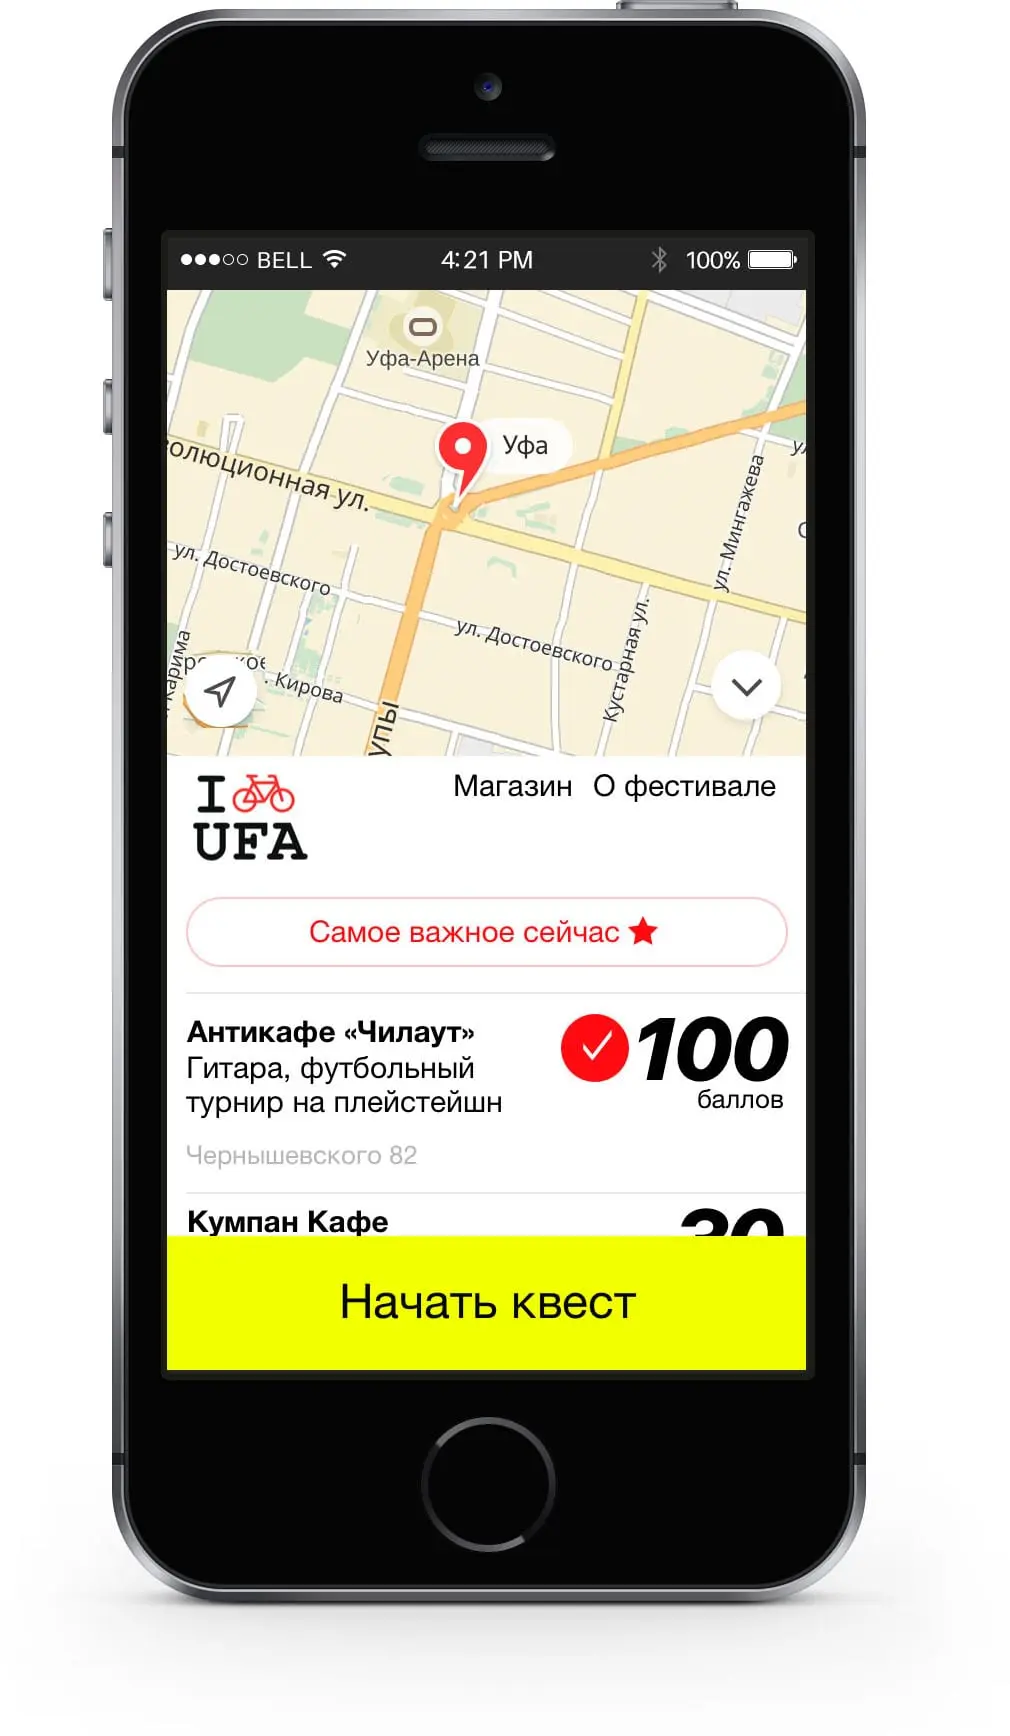 BELL 4:21 PM 100%
Уфа-Арена
Уфа
олюционная ул.
ул. Мингажева
ул. Достоевского
ул. Достоевского
Кустарная ул.
Карима
. Кирова
упы
I
UFA
Магазин О фестивале
Самое важное сейчас
Антикафе «Чилаут»
Гитара, футбольный
турнир на плейстейшн
100
баллов
Чернышевского 82
Кумпан Кафе
30
Начать квест